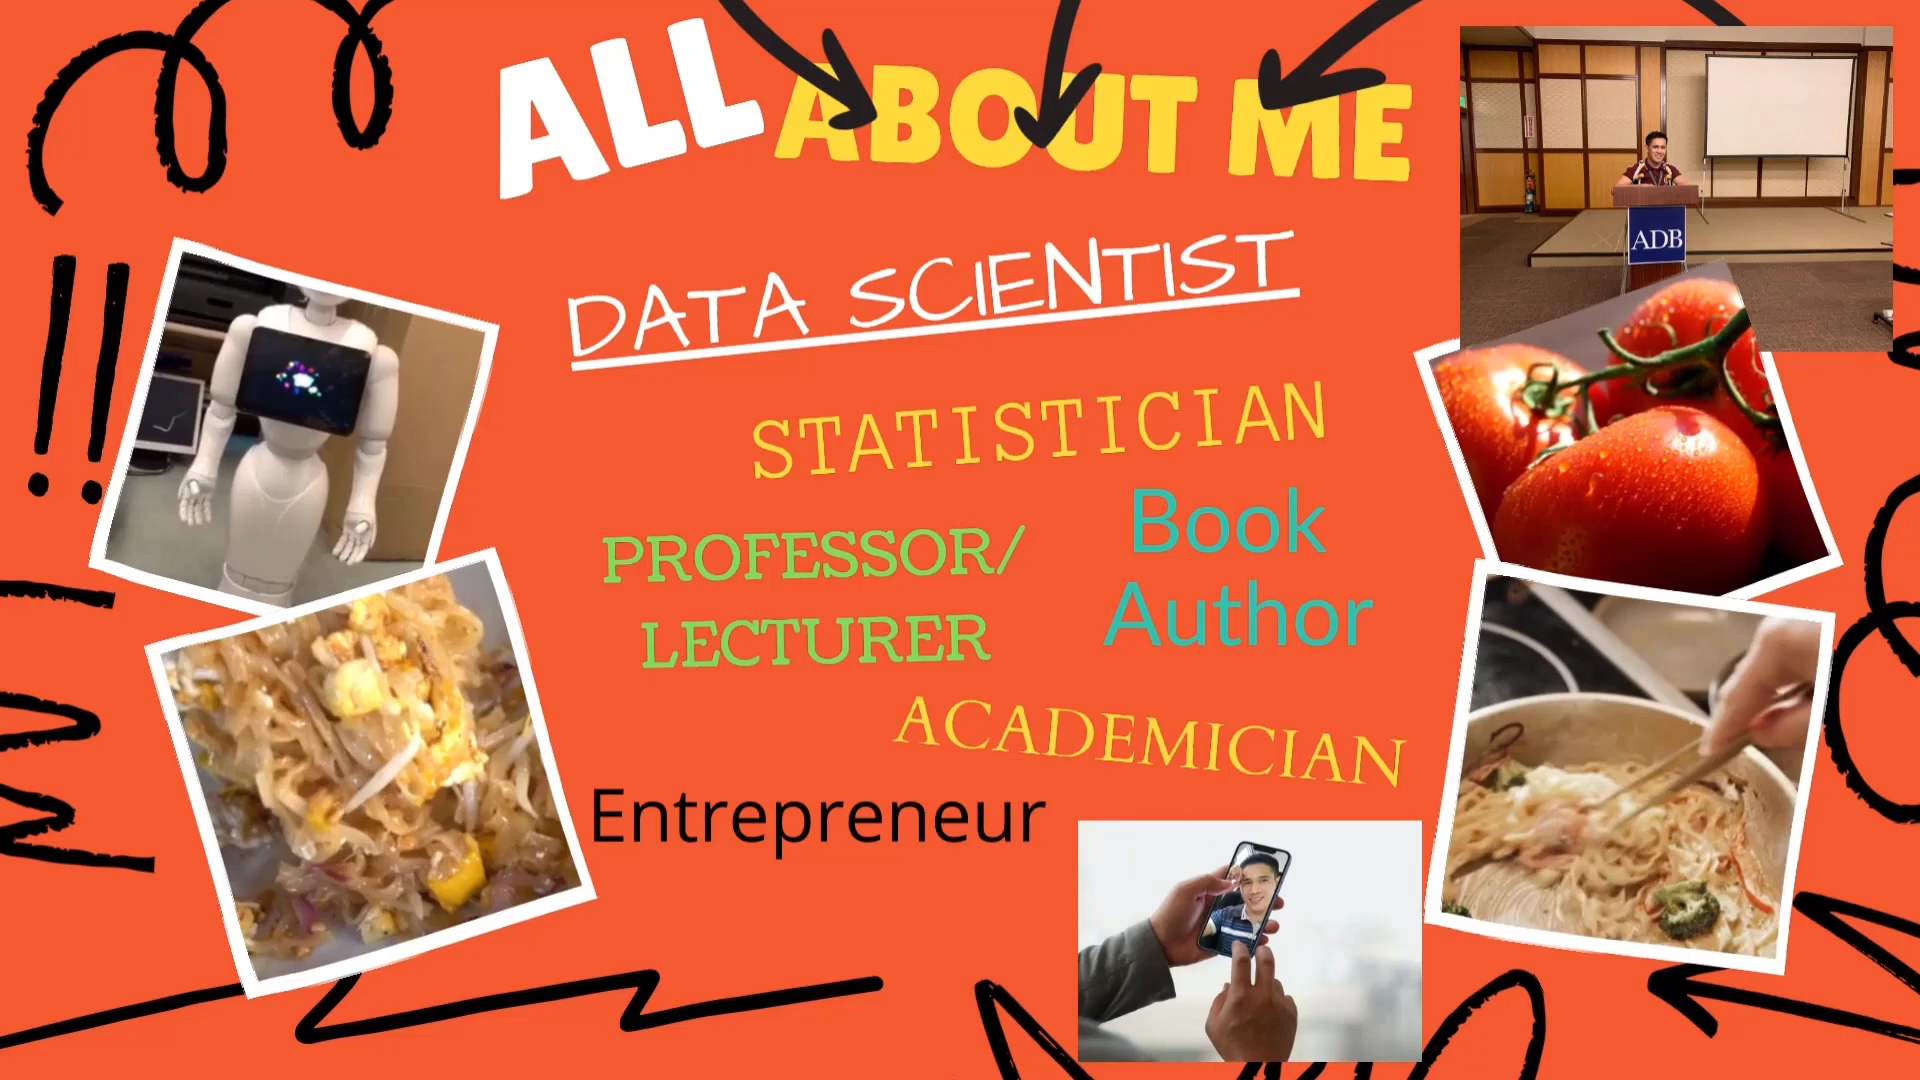 ALL ABOUT ME
ADB
DATA SCIENTIST
STATISTICIAN
PROFESSOR/
LECTURER
Book
Author
ACADEMICIAN
Entrepreneur